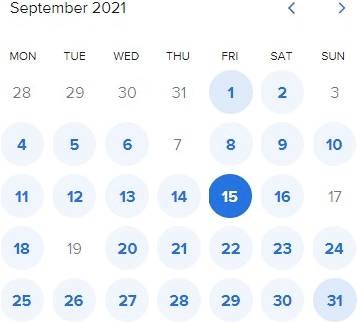 September 2021
MON TUE WED THU FRI SAT SUN
28 29 30 31 1 2 3
4 5 6 7 8 9 10
11 12 13 14 15 16 17
18 19 20 21 22 23 24
25 26 27 28 29 30 31